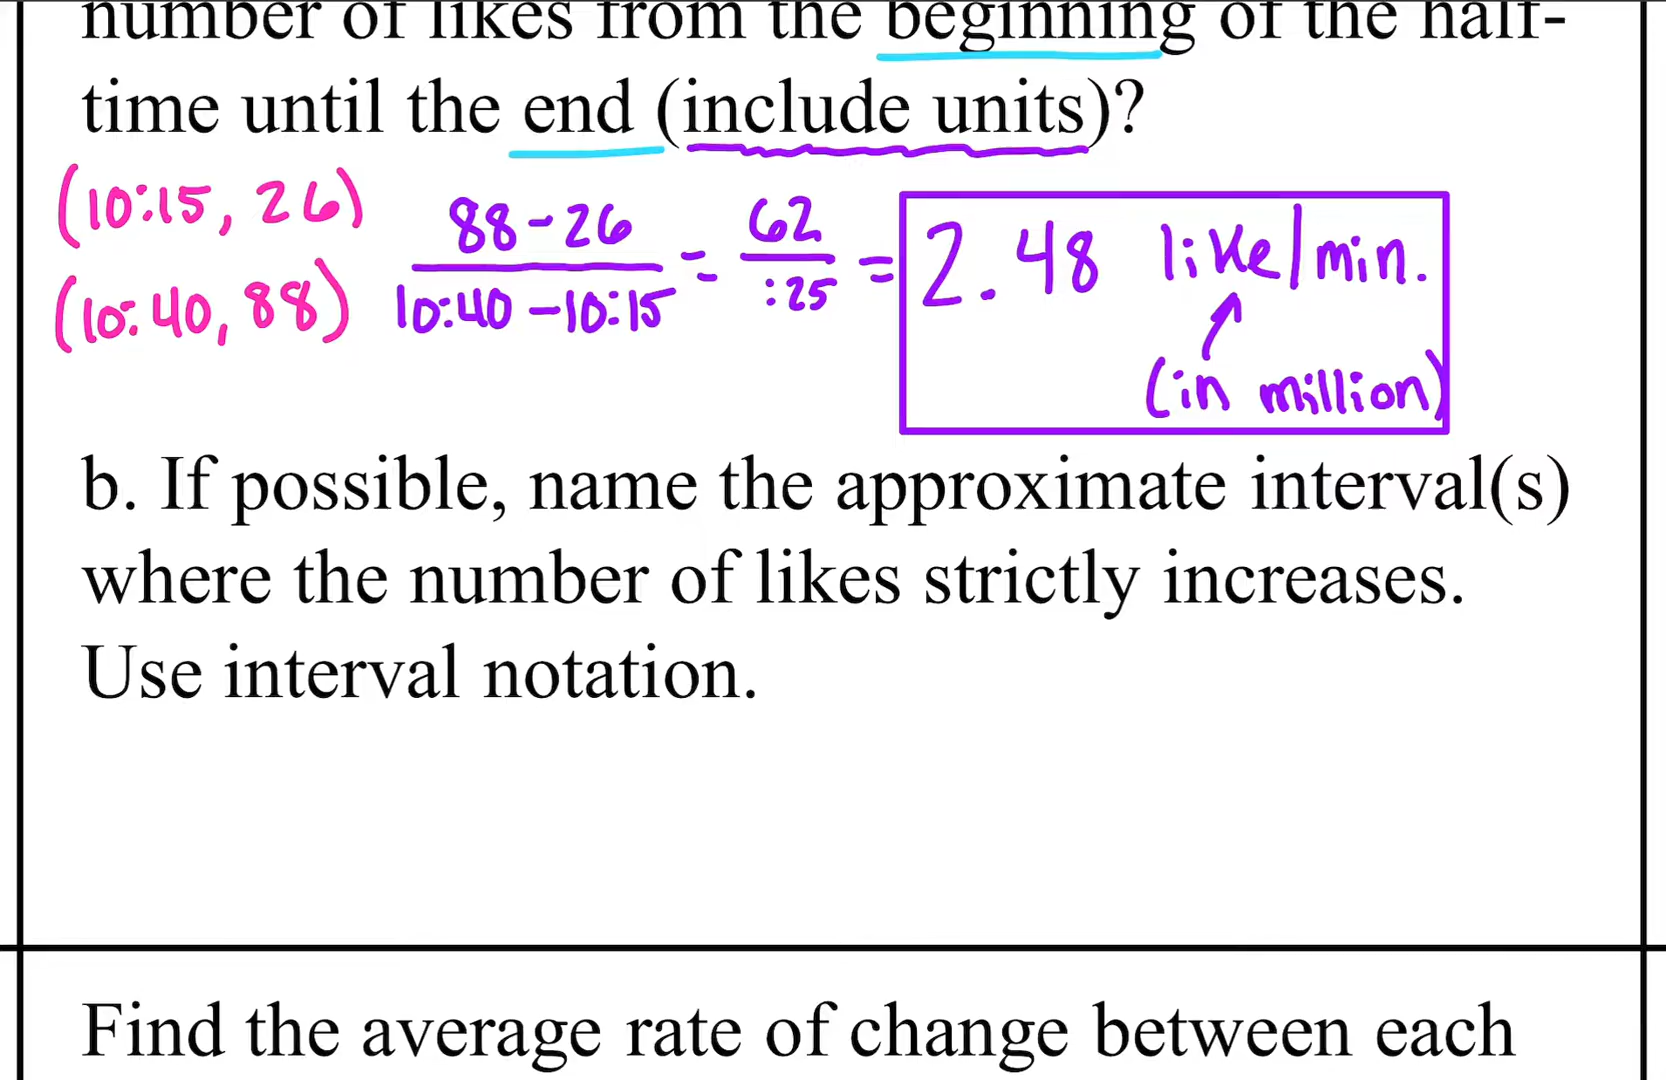 number of likes from the beginning of the half-
time until the end (include units)?
(10:15, 26)
(10:40, 88)
88-26
10:40 -10:15
=
62
:25
=
2.48 like/min.
(in million)
b. If possible, name the approximate interval(s)
where the number of likes strictly increases.
Use interval notation.
Find the average rate of change between each